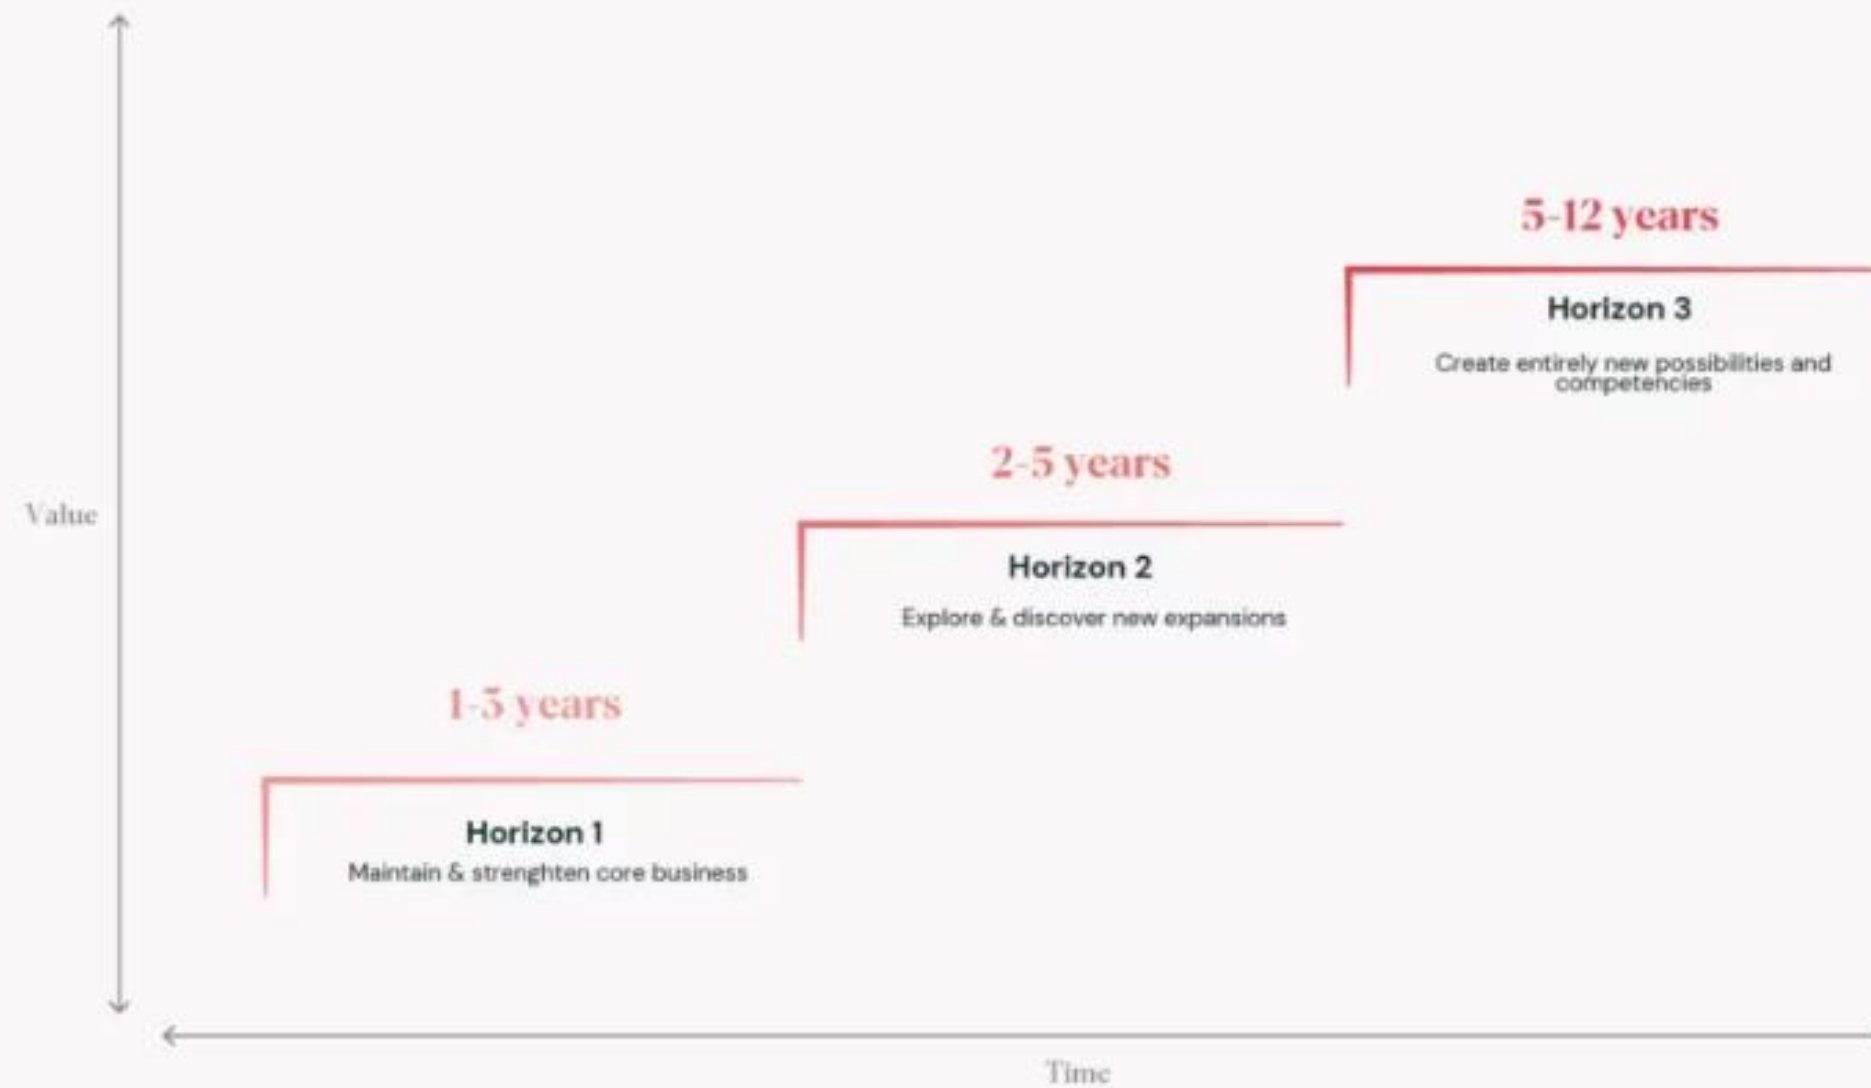 5-12 years
Horizon 3
Create entirely new possibilities and
competencies
2-5 years
Value
Horizon 2
Explore & discover new expansions
1-5 years
Horizon 1
Maintain & strenghten core business
Time